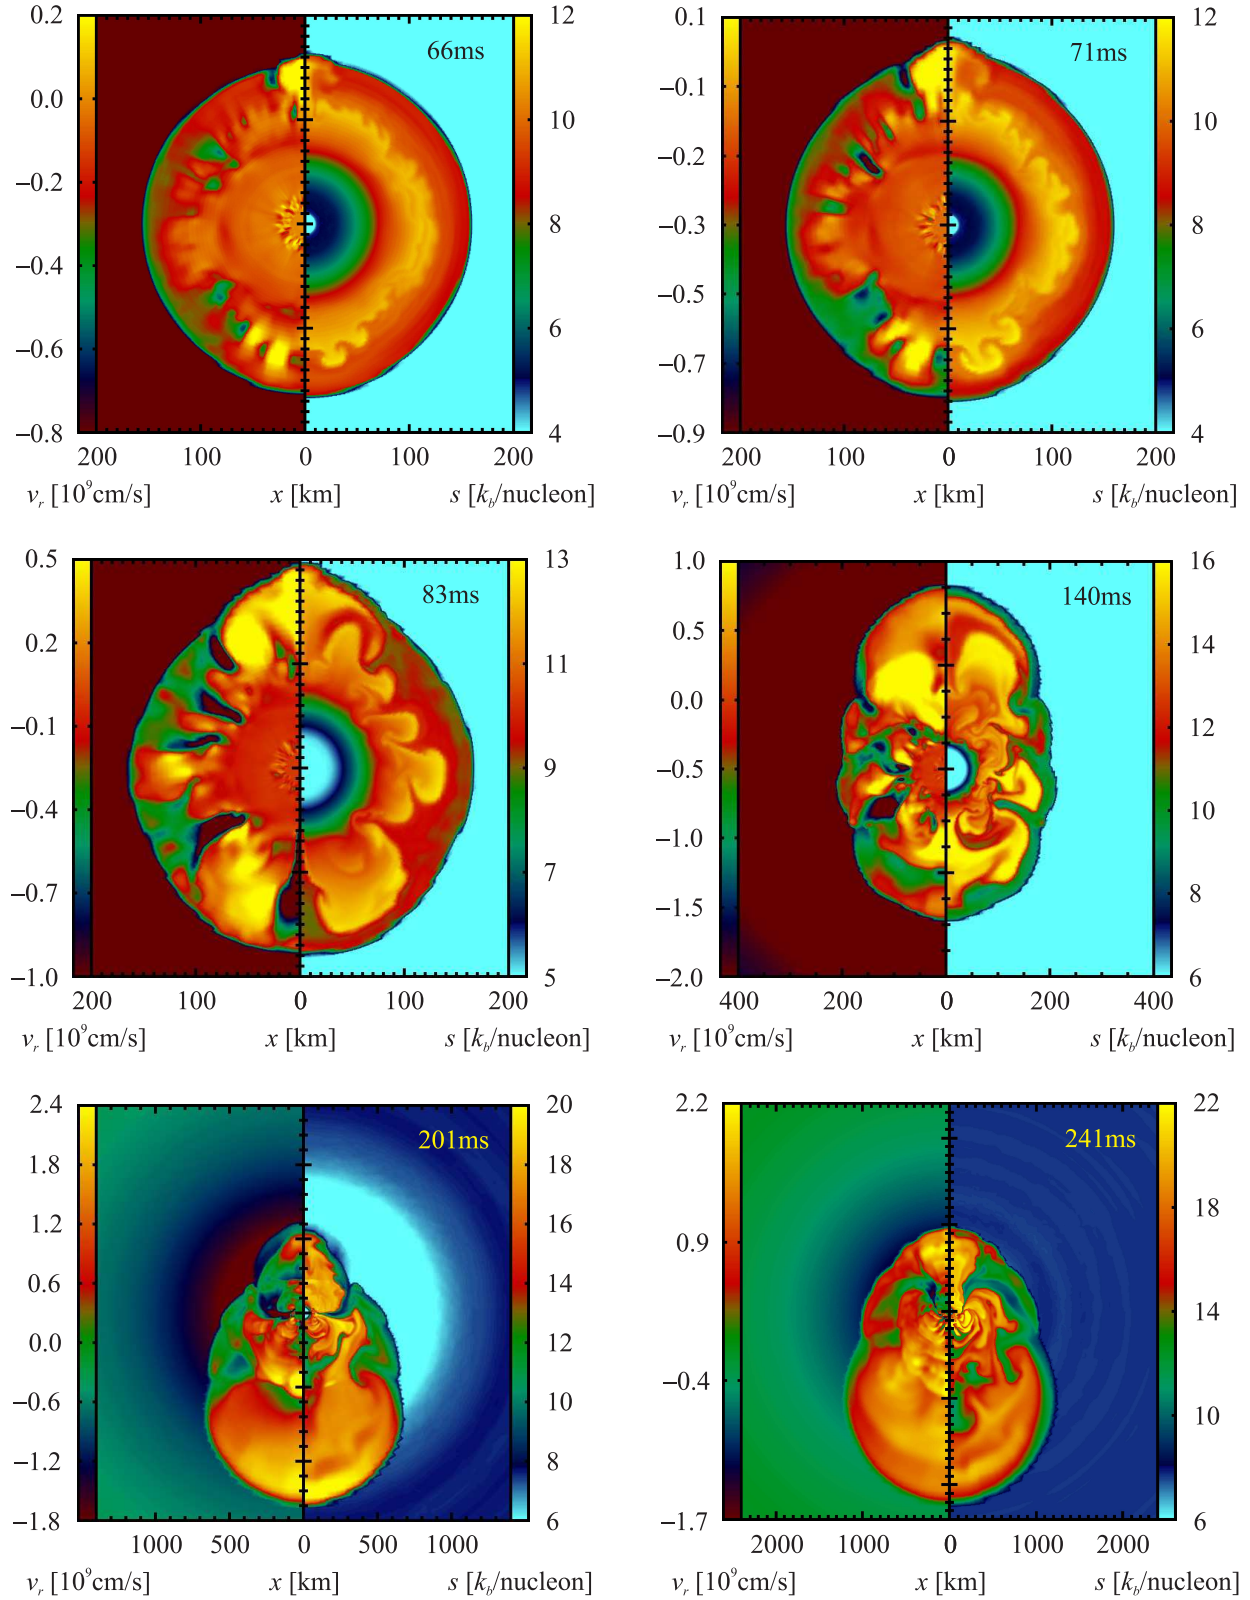 0.2 12 0.1 12
66ms 71ms
0.0 10 −0.1 10
−0.2 −0.2
8 −0.3 8
−0.4 −0.5
6 6
−0.6 −0.7
−0.8 4 −0.9 4
200 100 0 100 200 200 100 0 100 200
v_r [10^9cm/s] x [km] s [k_b/nucleon] v_r [10^9cm/s] x [km] s [k_b/nucleon]
0.5 13 1.0 16
83ms 140ms
0.2 11 0.5 14
−0.1 0.0 12
9 −0.5
−0.4 10
7 −1.0
−0.7 −1.5 8
−1.0 5 −2.0 6
200 100 0 100 200 400 200 0 200 400
v_r [10^9cm/s] x [km] s [k_b/nucleon] v_r [10^9cm/s] x [km] s [k_b/nucleon]
2.4 20 2.2 22
201ms 241ms
1.8 18 18
1.2 16 0.9
0.6 14 14
0.0 12
−0.6 10 −0.4 10
−1.2 8
−1.8 6 −1.7 6
1000 500 0 500 1000 2000 1000 0 1000 2000
v_r [10^9cm/s] x [km] s [k_b/nucleon] v_r [10^9cm/s] x [km] s [k_b/nucleon]